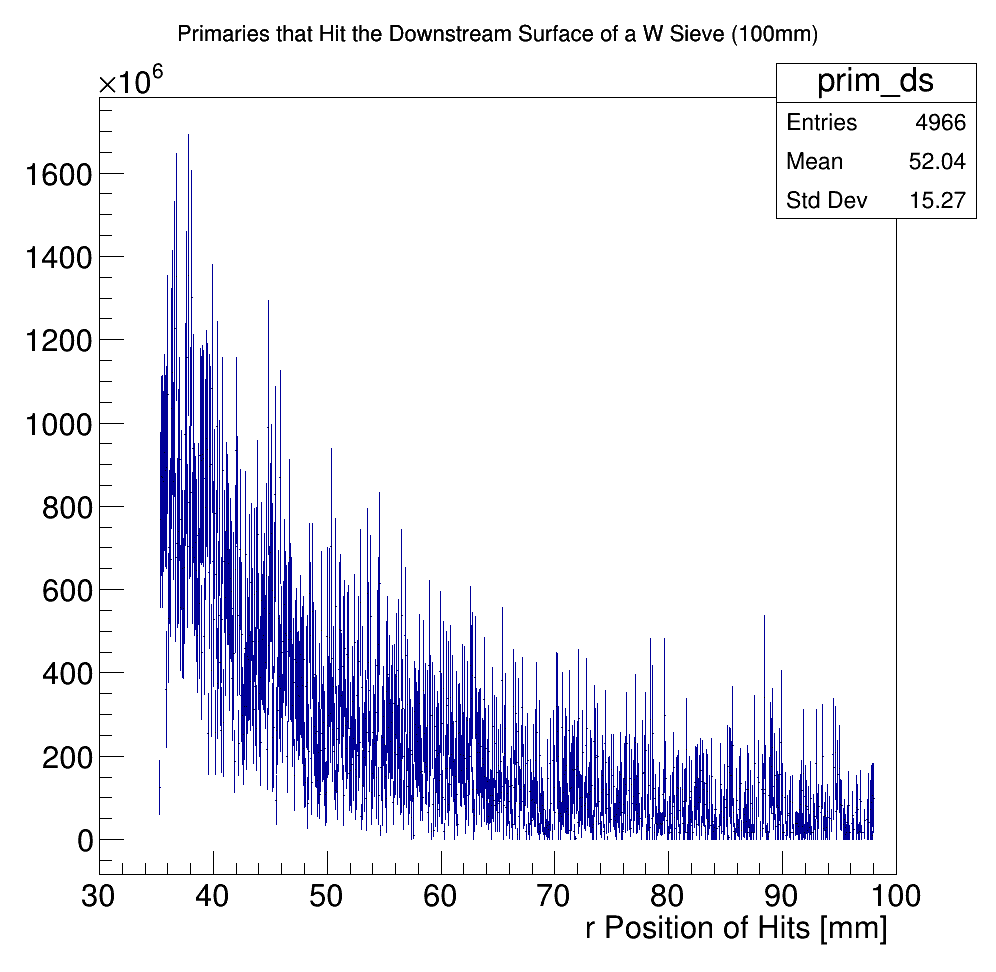 Primaries that Hit the Downstream Surface of a W Sieve (100mm)
×10^6
prim_ds
Entries 4966
Mean 52.04
Std Dev 15.27
1600
1400
1200
1000
800
600
400
200
0
30 40 50 60 70 80 90 100
r Position of Hits [mm]